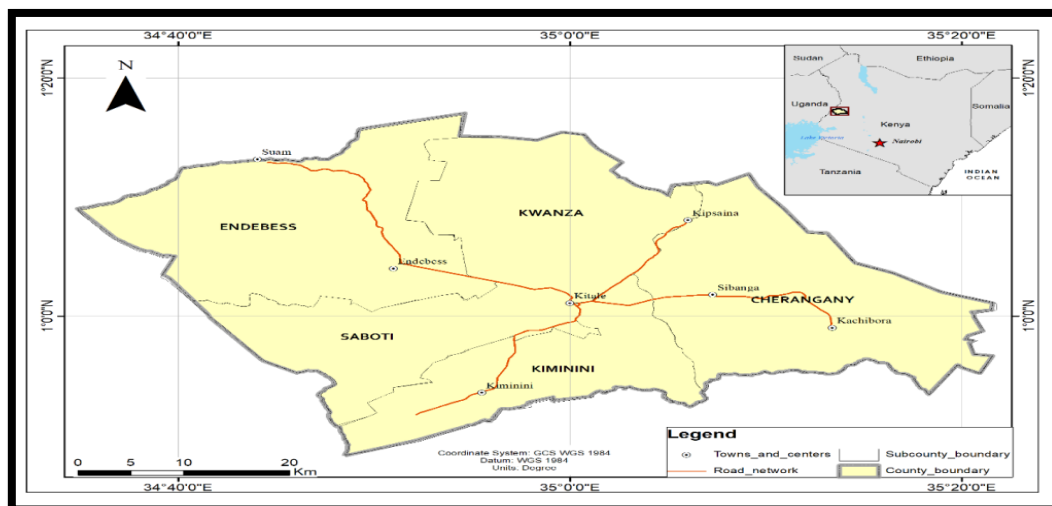 34°40'0"E 35°0'0"E 35°20'0"E
1°20'0"N 1°20'0"N
N
Sudan Ethiopia
Uganda Somalia
Kenya
Nairobi
Tanzania
INDIAN
OCEAN
Suam
ENDEBESS KWANZA Kipsaina
Endebess
Kitale Sibanga
CHERANGANY
1°0'0"N 1°0'0"N
Kachibora
SABOTI
KIMININI
Kiminini
Coordinate System: GCS WGS 1984
Datum: WGS 1984
Units: Degree
0 5 10 20
Km
Legend
Towns_and_centers Subcounty_boundary
Road_network County_boundary
34°40'0"E 35°0'0"E 35°20'0"E